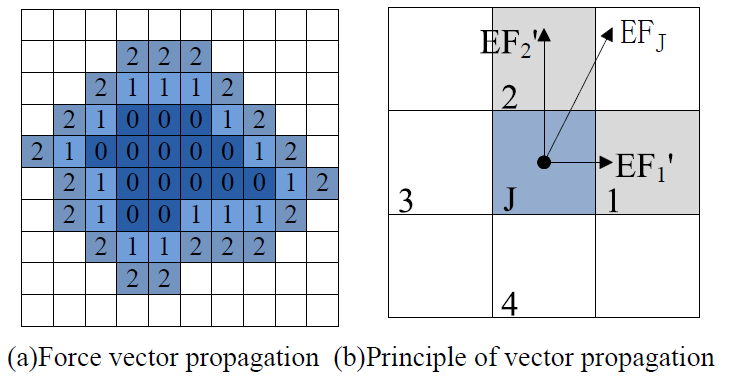 2 2 2
2 1 1 1 2
2 1 0 0 0 1 2
2 1 0 0 0 0 0 1 2
2 1 0 0 0 0 0 1 2
2 1 0 0 1 1 1 2
2 1 1 2 2 2
2 2
EF2' EFJ
2
EF1'
3 J 1
4
(a)Force vector propagation (b)Principle of vector propagation